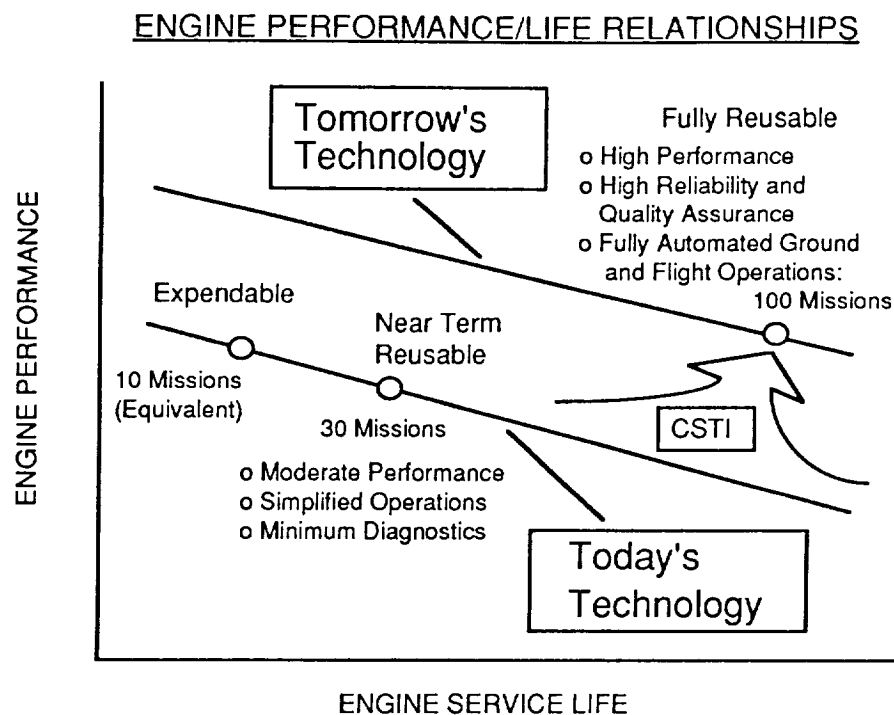 ENGINE PERFORMANCE/LIFE RELATIONSHIPS
Tomorrow's
Technology
Fully Reusable
o High Performance
o High Reliability and
Quality Assurance
o Fully Automated Ground
and Flight Operations:
100 Missions
ENGINE PERFORMANCE
Expendable
10 Missions
(Equivalent)
Near Term
Reusable
30 Missions
o Moderate Performance
o Simplified Operations
o Minimum Diagnostics
CSTI
Today's
Technology
ENGINE SERVICE LIFE